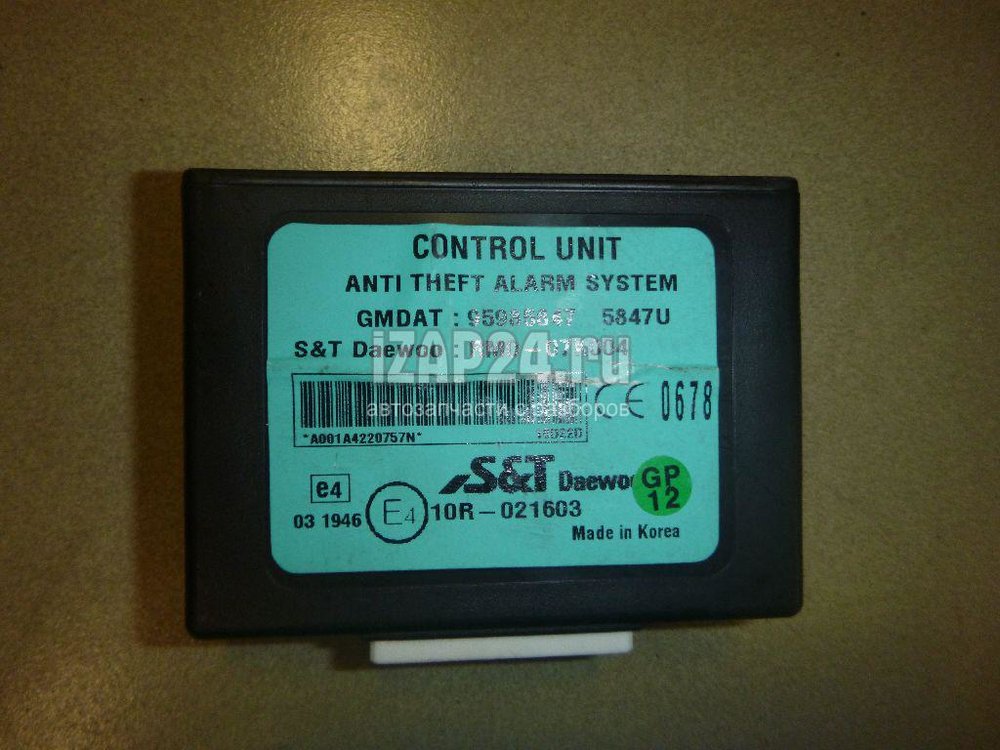 CONTROL UNIT
ANTI THEFT ALARM SYSTEM
GMDAT : 5847U
S&T Daewoo :
iZAP24.ru
автозапчасти с разборов
CE 0678
*A001A4220757N*
S&T Daewoo
GP
12
e4
03 1946 E4 10R-021603
Made in Korea